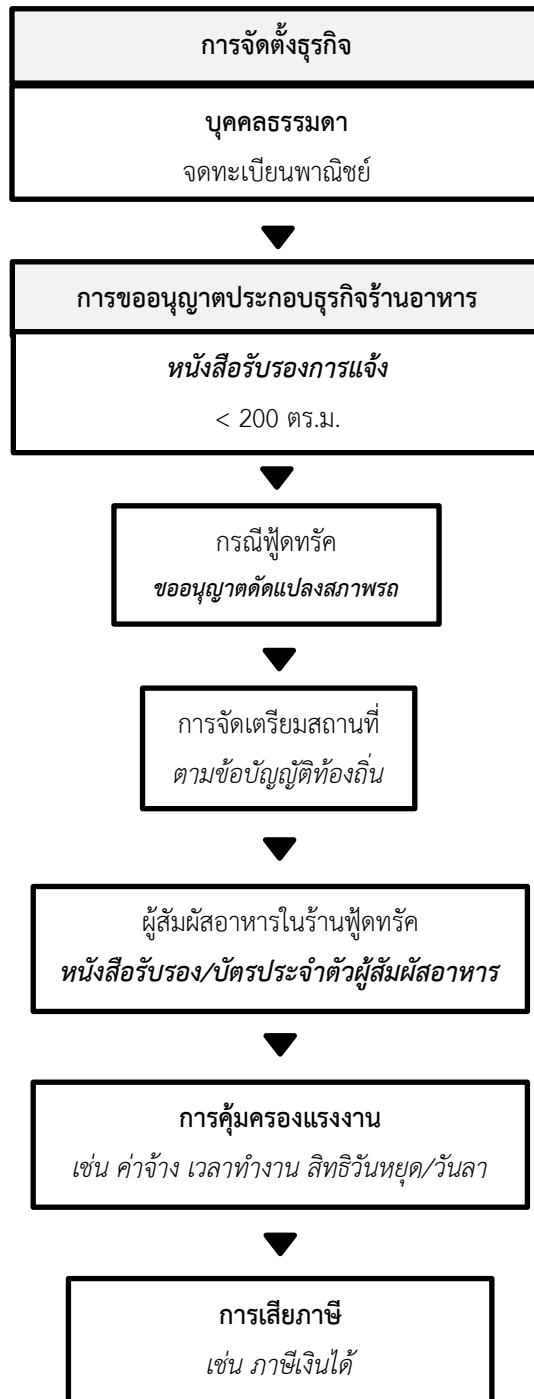 การจัดตั้งธุรกิจ
บุคคลธรรมดา
จดทะเบียนพาณิชย์
การขออนุญาตประกอบธุรกิจร้านอาหาร
หนังสือรับรองการแจ้ง
< 200 ตร.ม.
กรณีฟู้ดทรัค
ขออนุญาตดัดแปลงสภาพรถ
การจัดเตรียมสถานที่
ตามข้อบัญญัติท้องถิ่น
ผู้สัมผัสอาหารในร้านฟู้ดทรัค
หนังสือรับรอง/บัตรประจำตัวผู้สัมผัสอาหาร
การคุ้มครองแรงงาน
เช่น ค่าจ้าง เวลาทำงาน สิทธิวันหยุด/วันลา
การเสียภาษี
เช่น ภาษีเงินได้